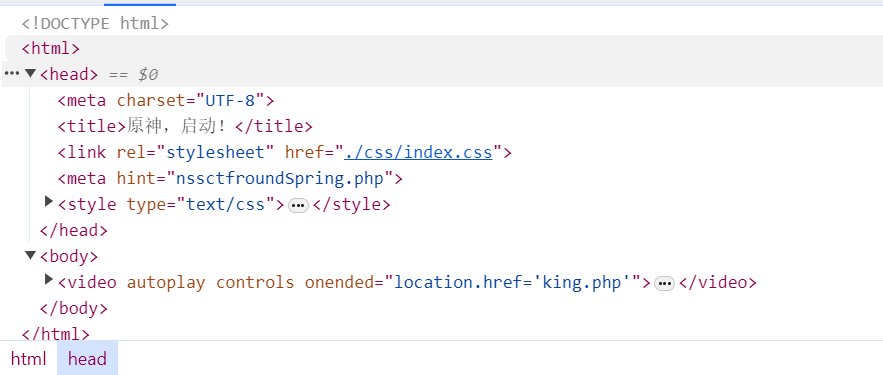 <!DOCTYPE html>
<html>
••• ▼<head> == $0
<meta charset="UTF-8">
<title>原神，启动！</title>
<link rel="stylesheet" href="./css/index.css">
<meta hint="nssctfroundSpring.php">
▶<style type="text/css">•••</style>
</head>
▼<body>
▶<video autoplay controls onended="location.href='king.php'">•••</video>
</body>
</html>
html head